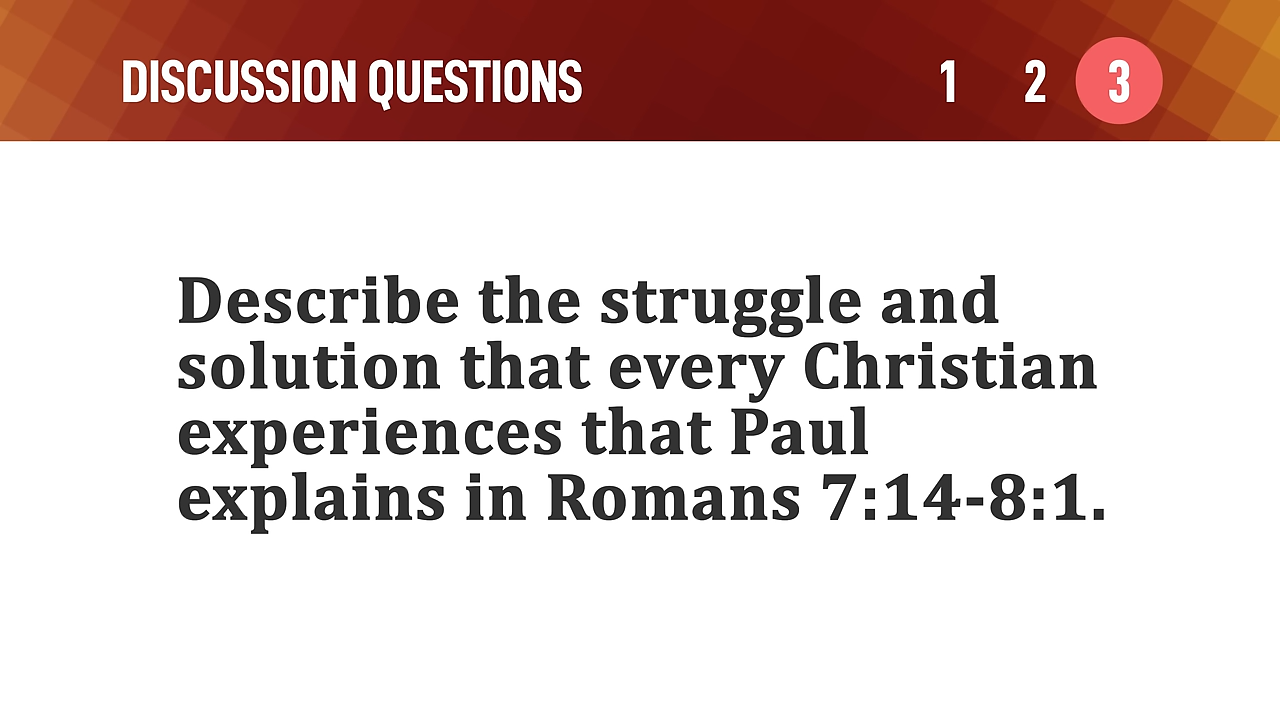 DISCUSSION QUESTIONS 1 2 3
Describe the struggle and
solution that every Christian
experiences that Paul
explains in Romans 7:14-8:1.